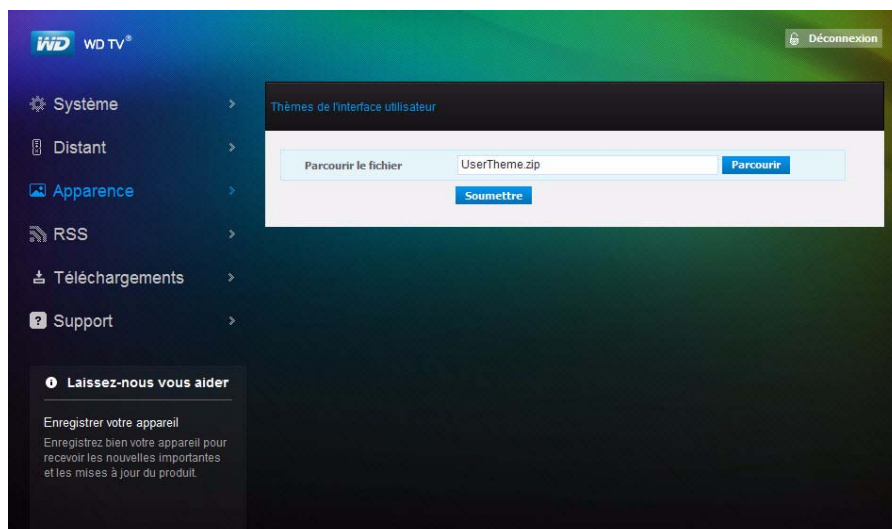 WD WD TV®
Déconnexion
Système
Distant
Apparence
RSS
Téléchargements
Support
Thèmes de l'interface utilisateur
Parcourir le fichier UserTheme.zip Parcourir
Soumettre
Laissez-nous vous aider
Enregistrer votre appareil
Enregistrez bien votre appareil pour
recevoir les nouvelles importantes
et les mises à jour du produit.